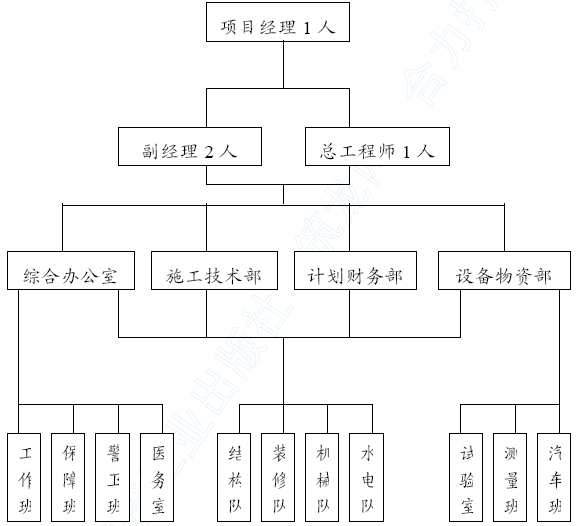 项目经理1人
副经理2人
总工程师1人
综合办公室
施工技术部
计划财务部
设备物资部
工作班
保障班
警卫班
医务室
结构队
装修队
机械队
水电队
试验室
测量班
汽车班